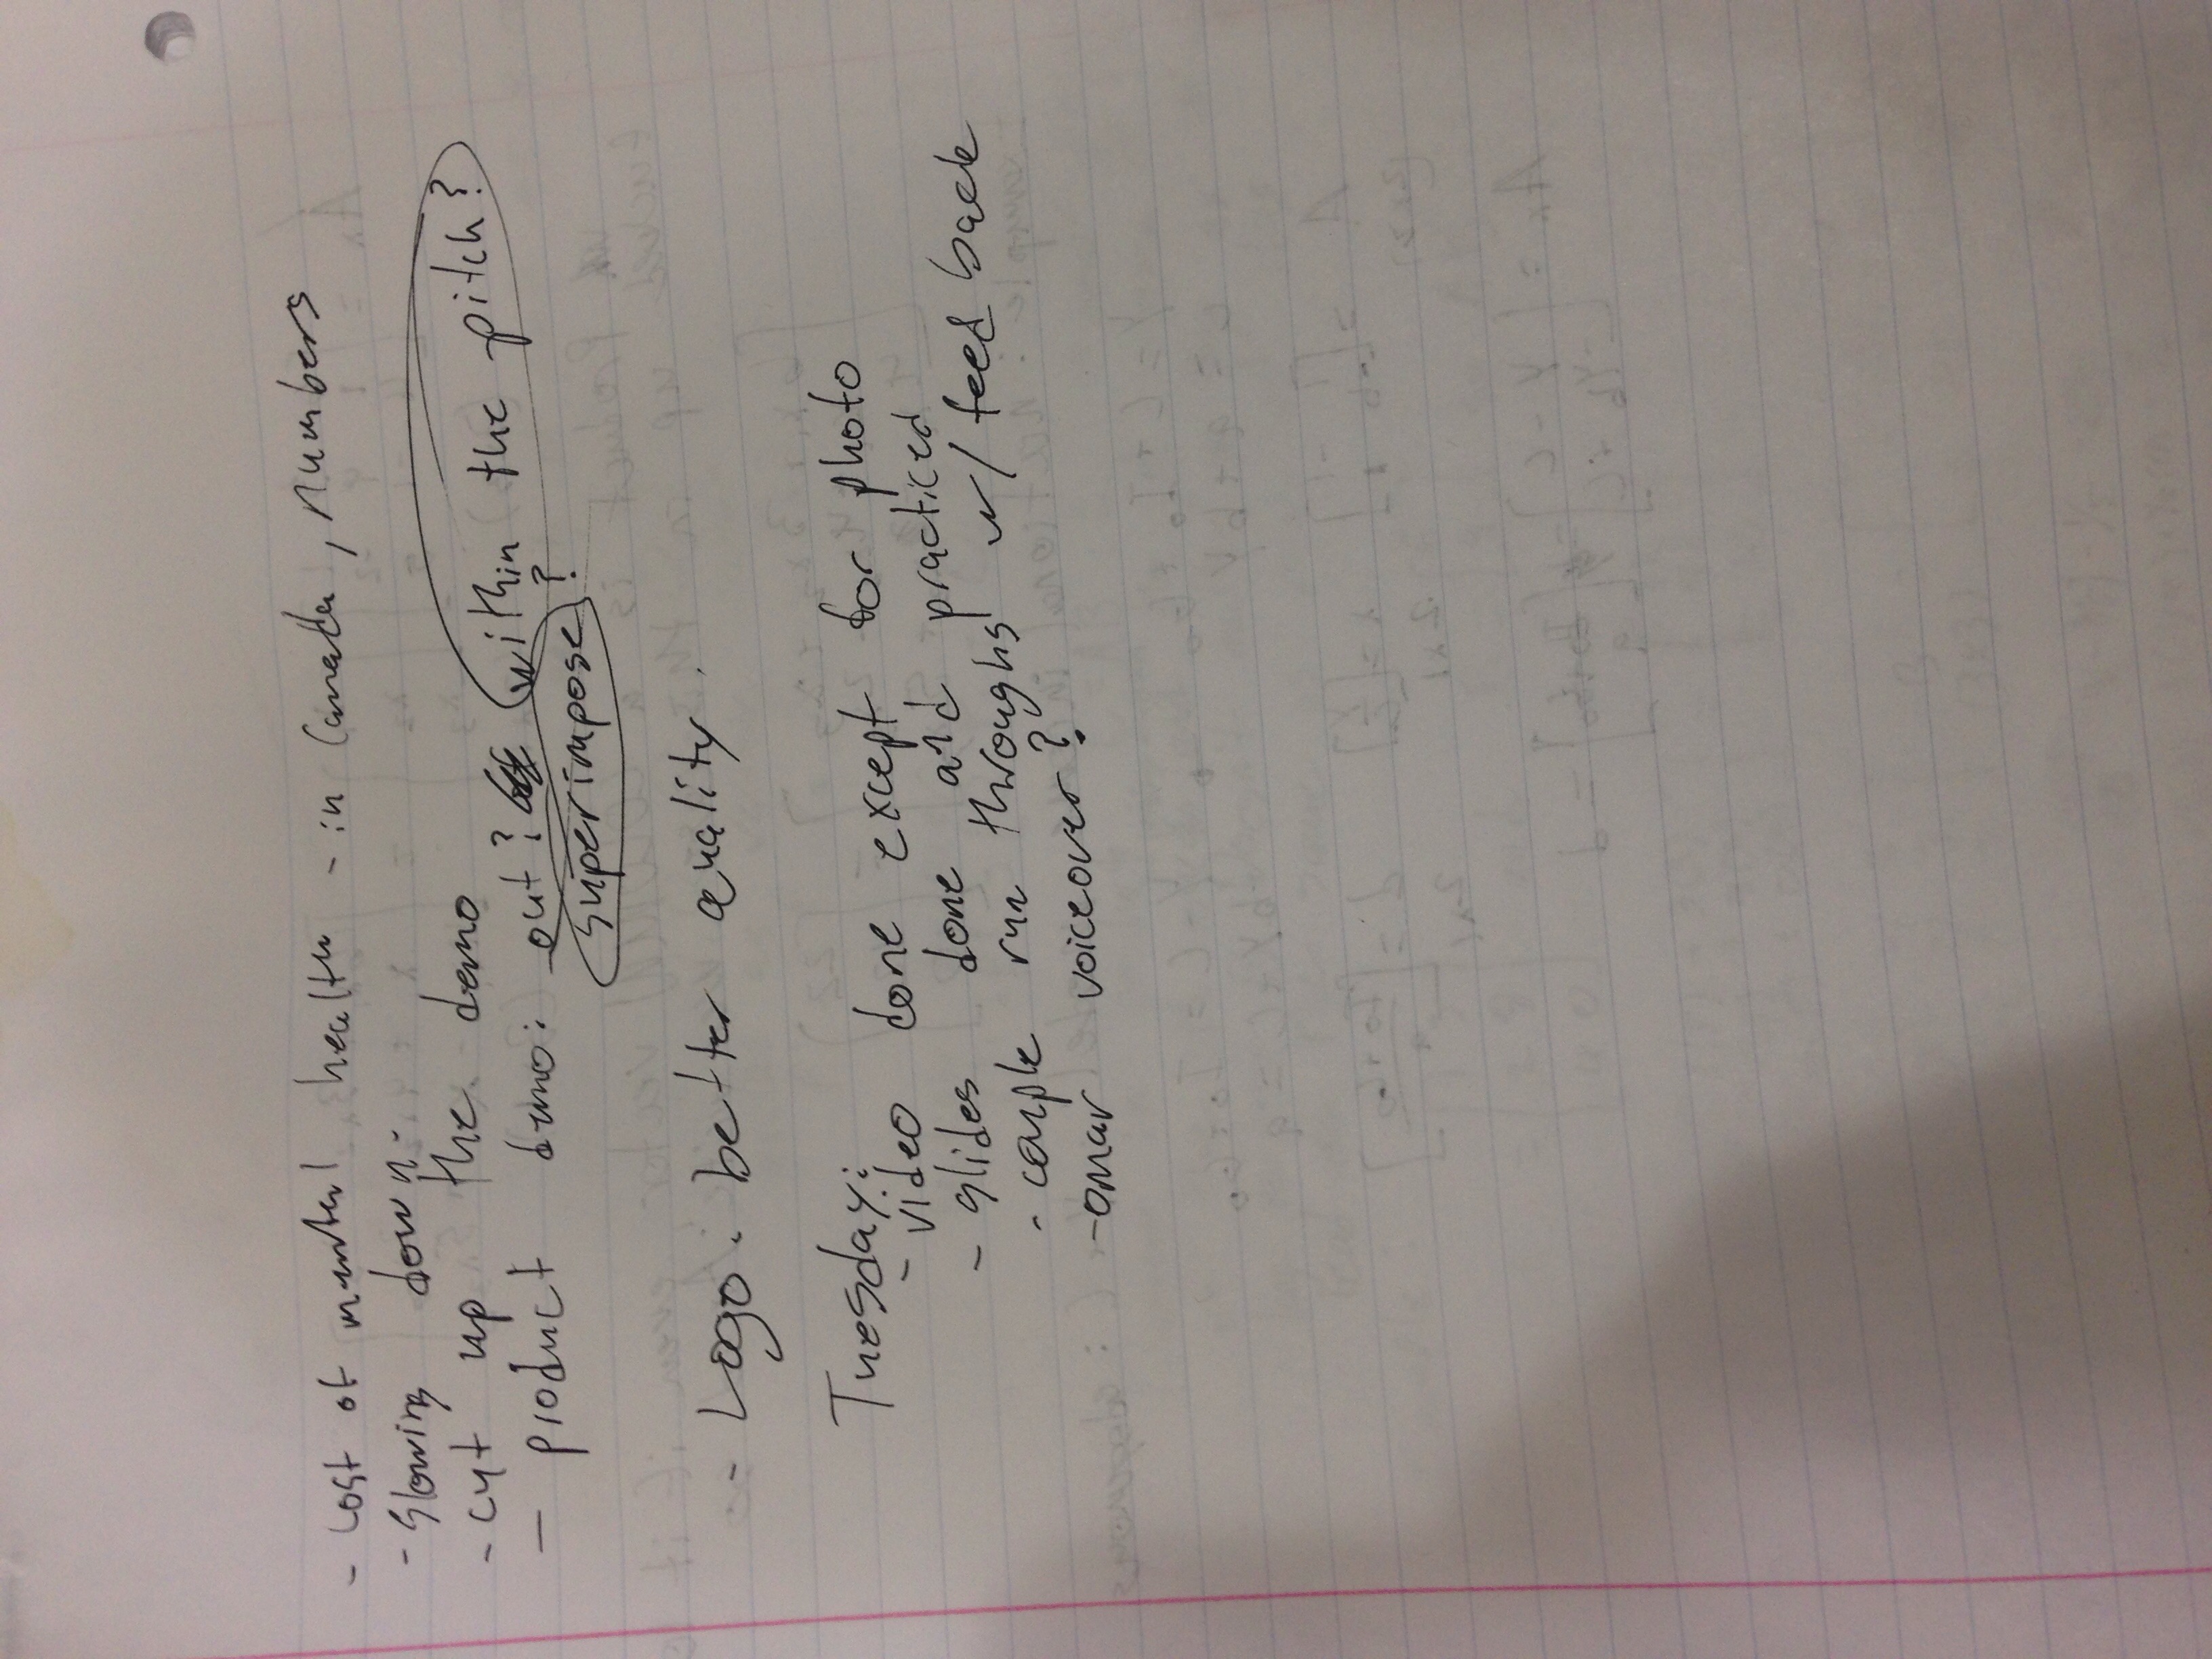 - Cost of mental health - in Canada, numbers
- Slowing down.
- cut up the demo
- product demo: out? within the pitch?
superimpose?
- Logo. better quality.
Tuesday:
- video done except for photo
- slides done and practiced
- couple run throughs w/ feed back
- omar voiceover?